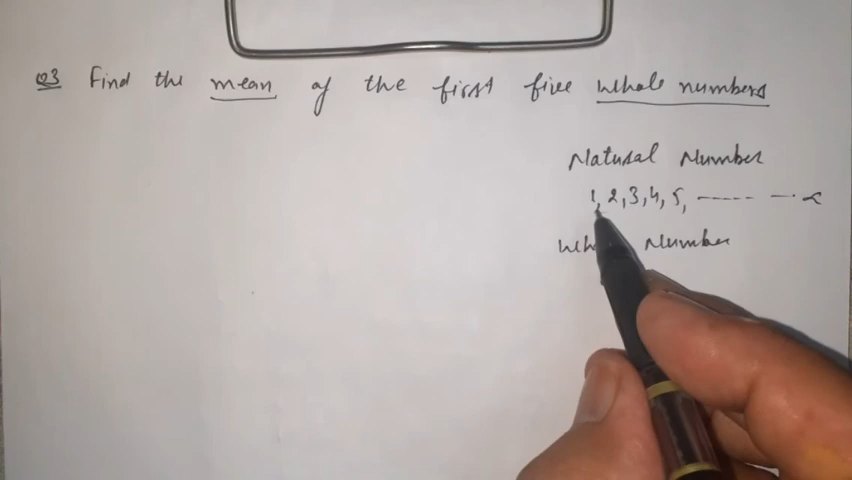 Q3 Find the mean of the first five whole numbers
Natural Number
1, 2, 3, 4, 5, ------ --- ∝
Number